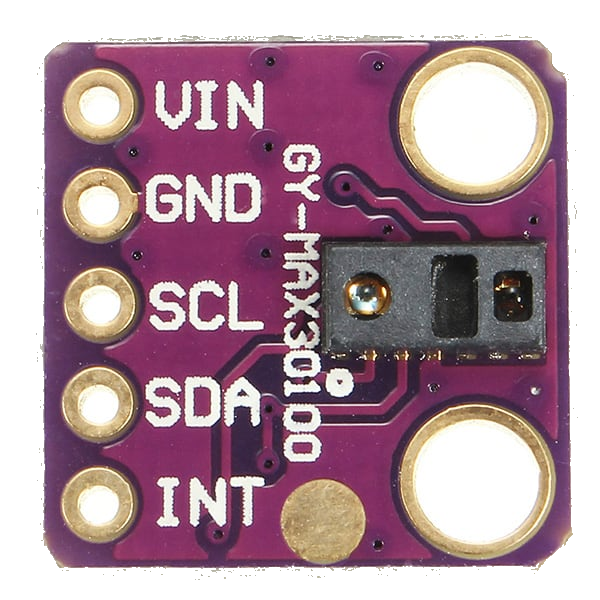 VIN
GND
SCL
SDA
INT
GY-MAX30100